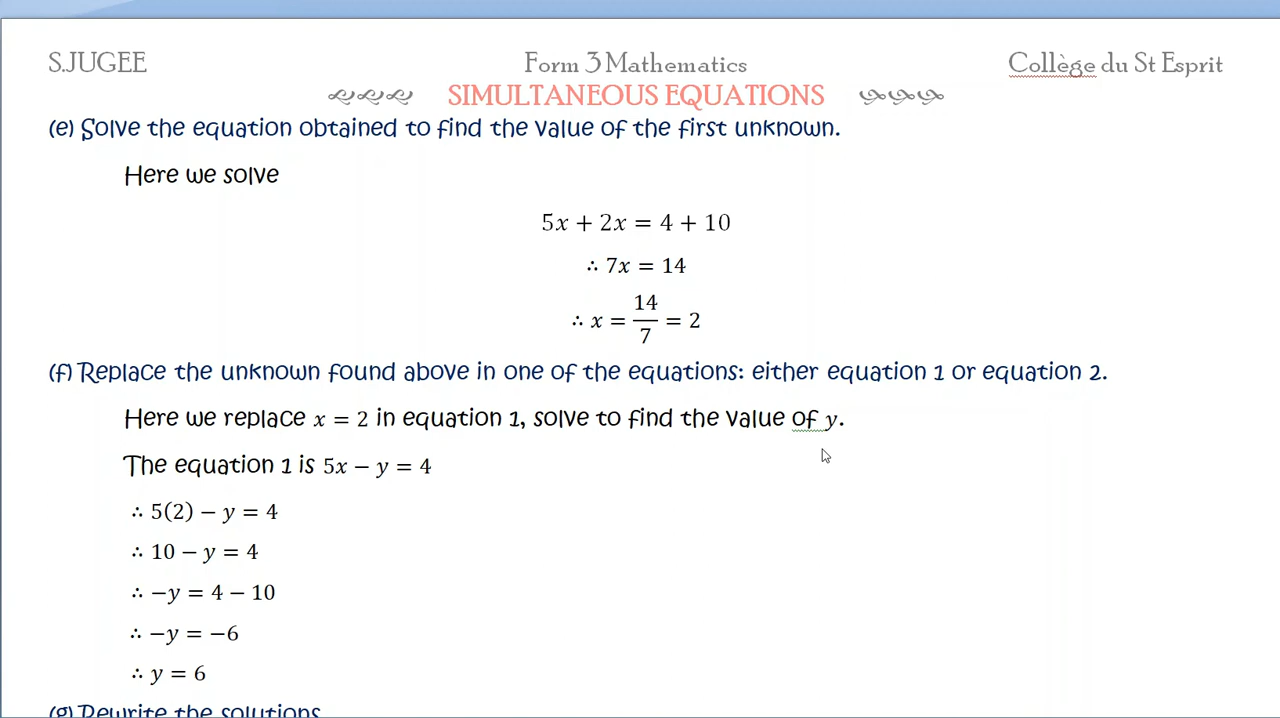 S.JUGEE Form 3 Mathematics Collège du St Esprit
SIMULTANEOUS EQUATIONS
(e) Solve the equation obtained to find the value of the first unknown.
Here we solve
5x + 2x = 4 + 10
∴ 7x = 14
∴ x = 14/7 = 2
(f) Replace the unknown found above in one of the equations: either equation 1 or equation 2.
Here we replace x = 2 in equation 1, solve to find the value of y.
The equation 1 is 5x − y = 4
∴ 5(2) − y = 4
∴ 10 − y = 4
∴ −y = 4 − 10
∴ −y = −6
∴ y = 6
(g) Rewrite the solutions